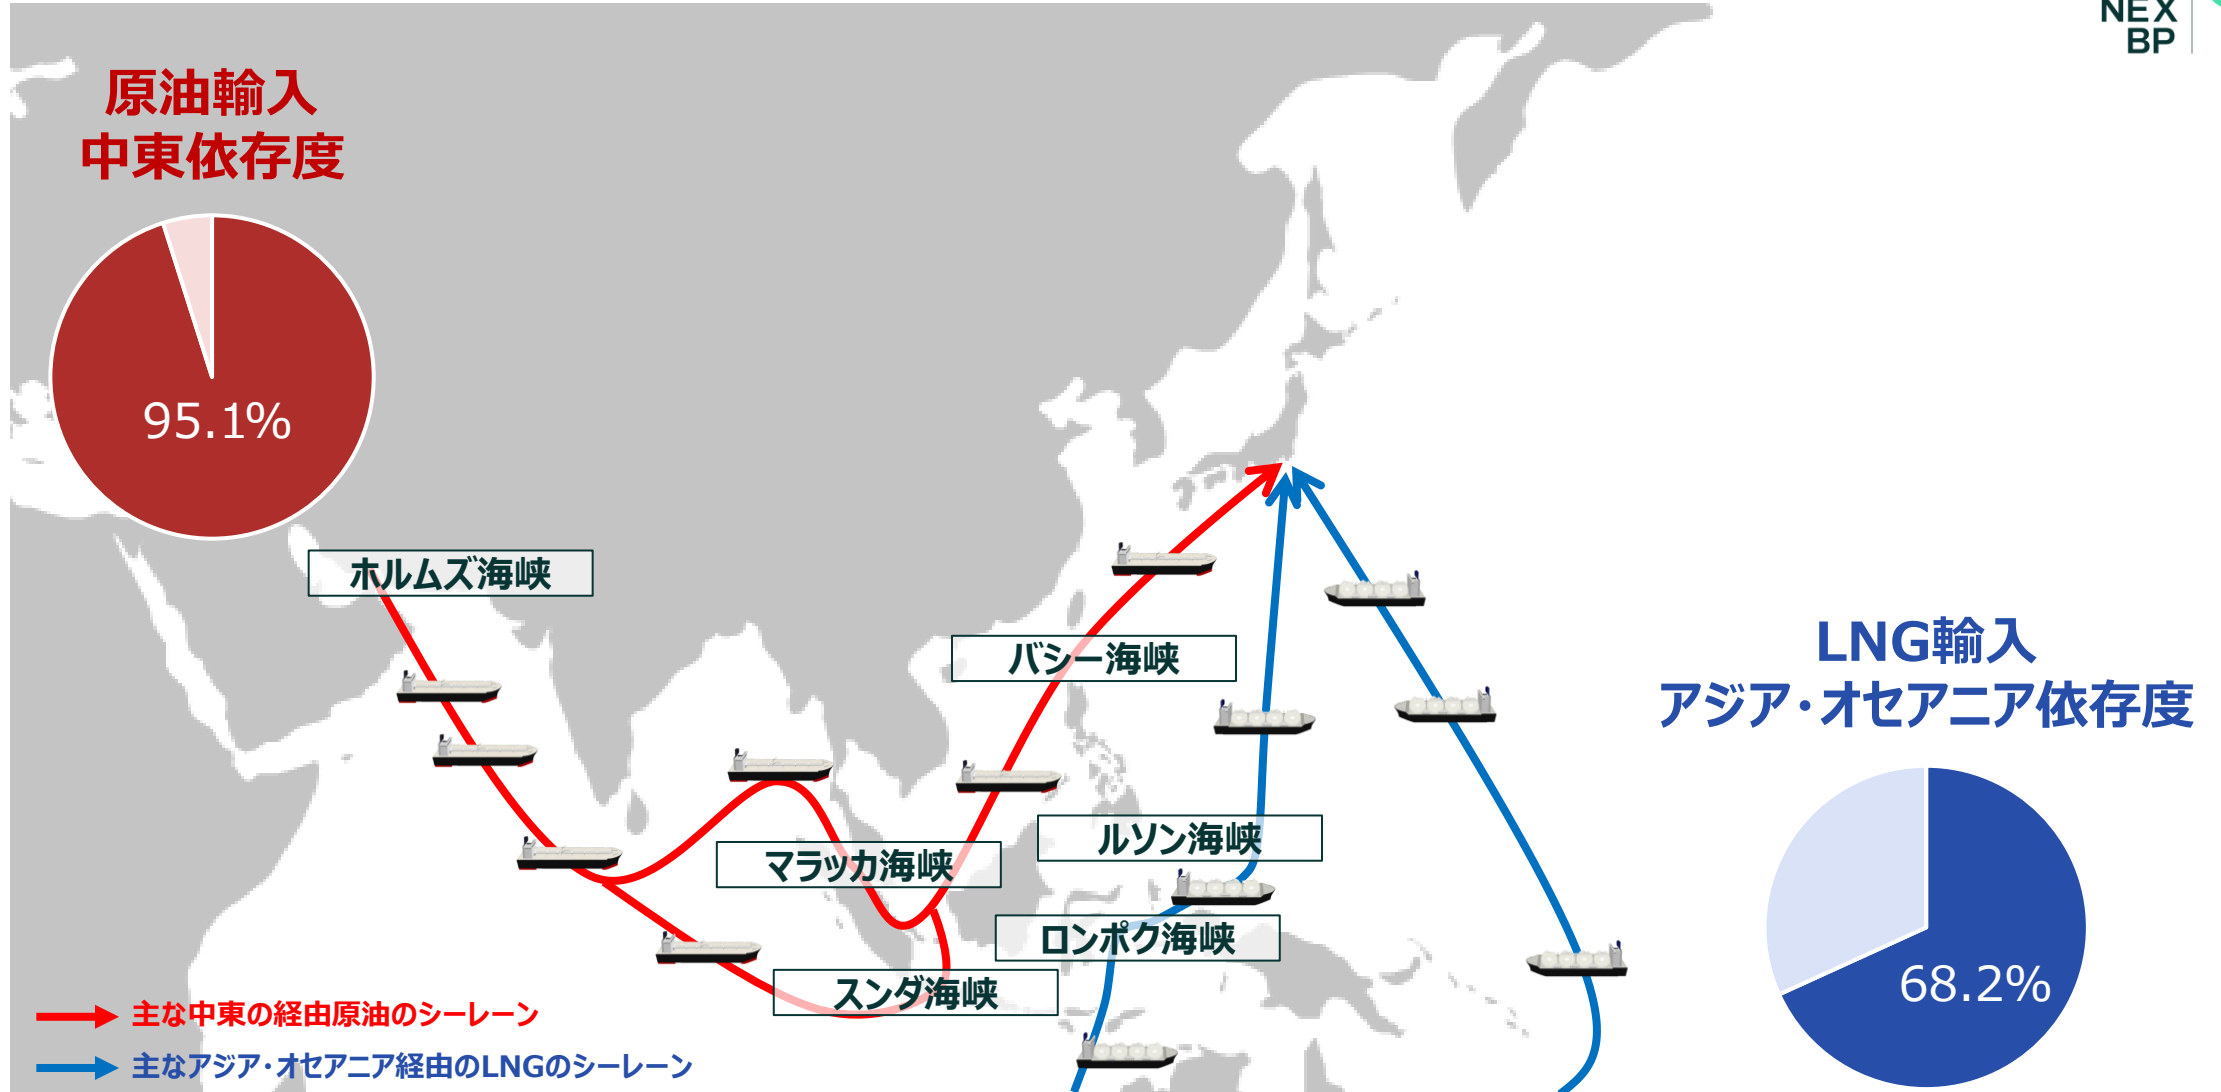 NEX
BP
原油輸入
中東依存度
95.1%
ホルムズ海峡
バシー海峡
LNG輸入
アジア・オセアニア依存度
68.2%
ルソン海峡
マラッカ海峡
ロンポク海峡
スンダ海峡
主な中東の経由原油のシーレーン
主なアジア・オセアニア経由のLNGのシーレーン